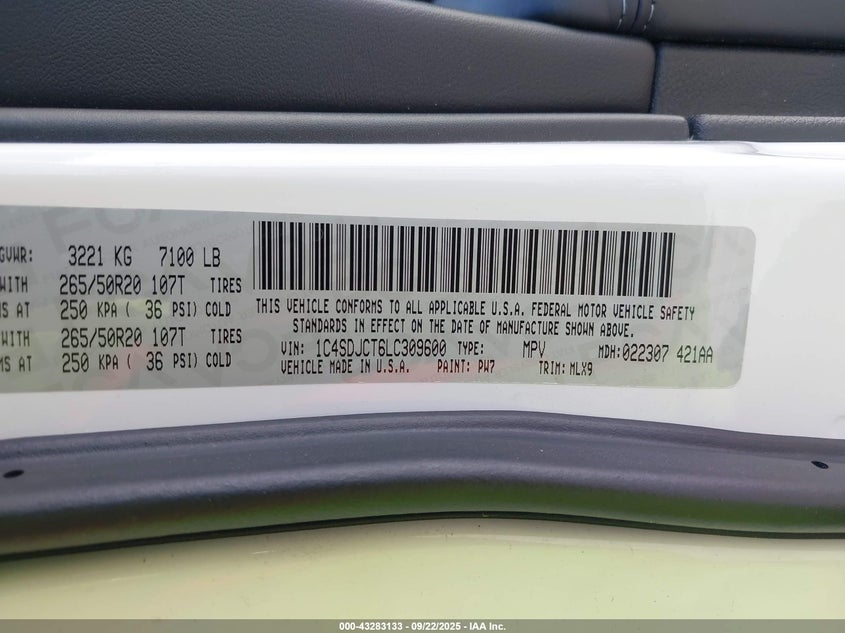 GVWR: 3221 KG 7100 LB
WITH 265/50R20 107T TIRES
MS AT 250 KPA ( 36 PSI) COLD
WITH 265/50R20 107T TIRES
MS AT 250 KPA ( 36 PSI) COLD
THIS VEHICLE CONFORMS TO ALL APPLICABLE U.S.A. FEDERAL MOTOR VEHICLE SAFETY
STANDARDS IN EFFECT ON THE DATE OF MANUFACTURE SHOWN ABOVE.
VIN: 1C4SDJCT6LC309600 TYPE: MPV MDH:022307 421AA
VEHICLE MADE IN U.S.A. PAINT: PW7 TRIM: MLX9
000-43283133 - 09/22/2025 - IAA Inc.